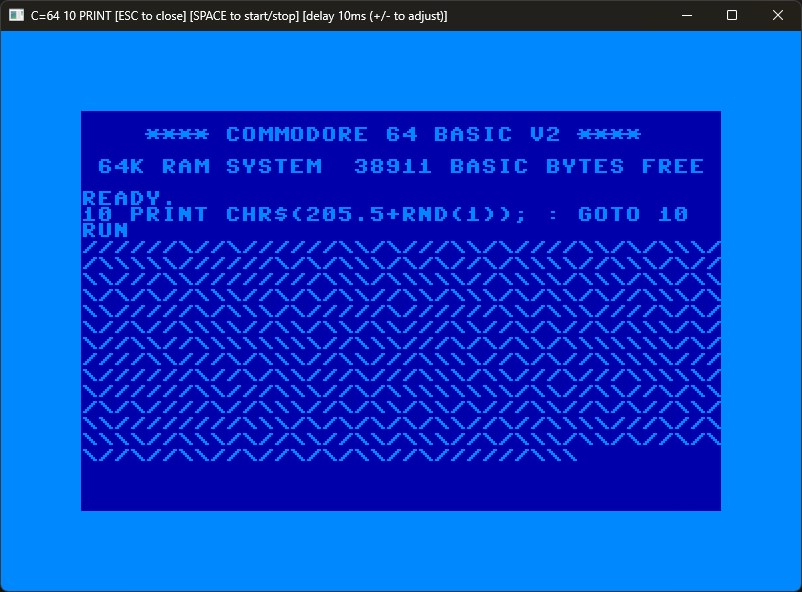 C=64 10 PRINT [ESC to close] [SPACE to start/stop] [delay 10ms (+/- to adjust)]
**** COMMODORE 64 BASIC V2 ****
64K RAM SYSTEM  38911 BASIC BYTES FREE
READY.
10 PRINT CHR$(205.5+RND(1)); : GOTO 10
RUN